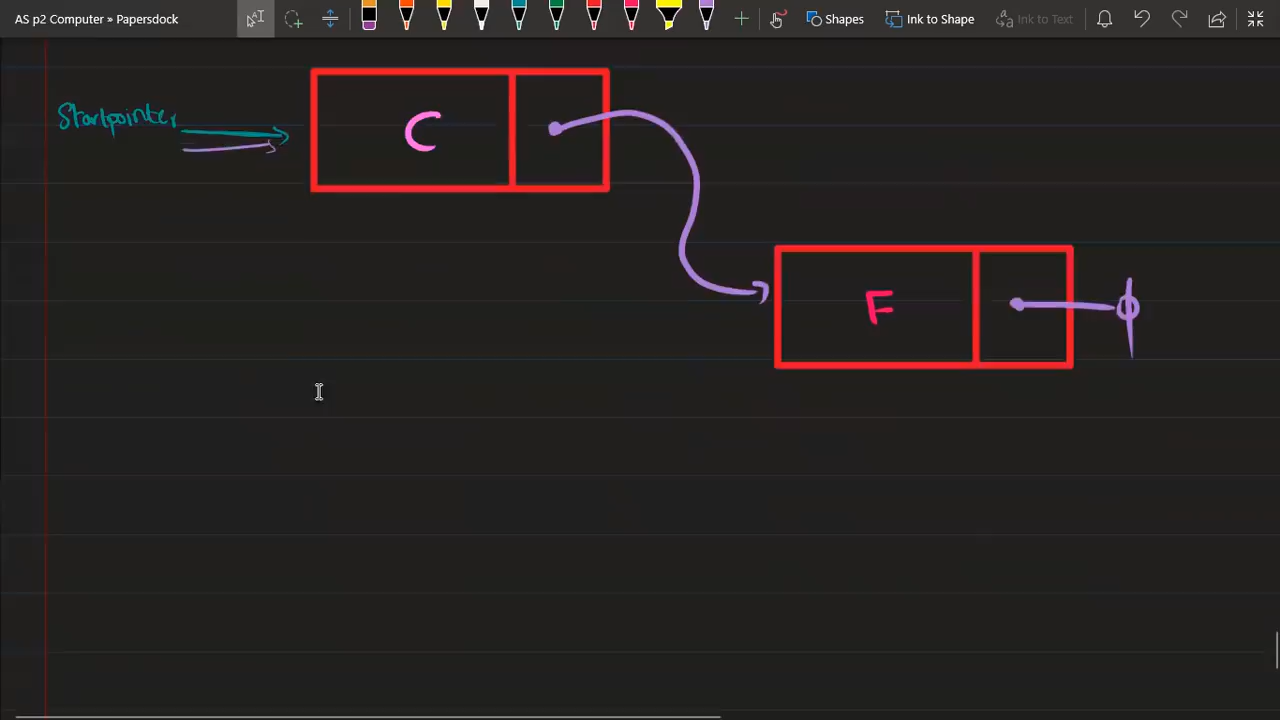 AS p2 Computer » Papersdock
Shapes
Ink to Shape
Ink to Text
Startpointer
C
F